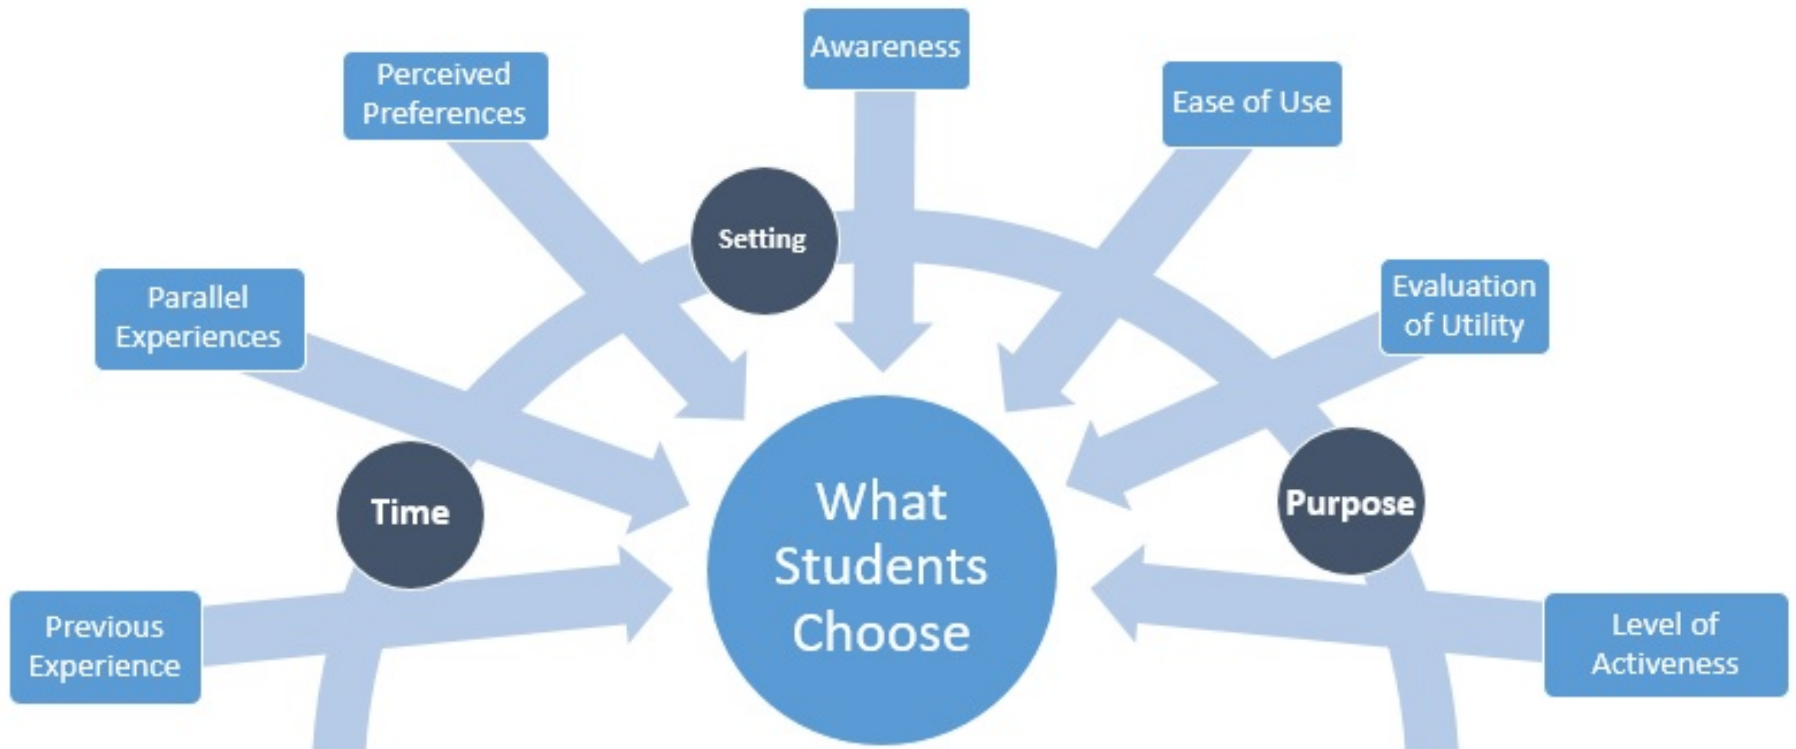 Awareness
Perceived
Preferences
Ease of Use
Setting
Parallel
Experiences
Evaluation
of Utility
Time
Purpose
What
Students
Choose
Previous
Experience
Level of
Activeness